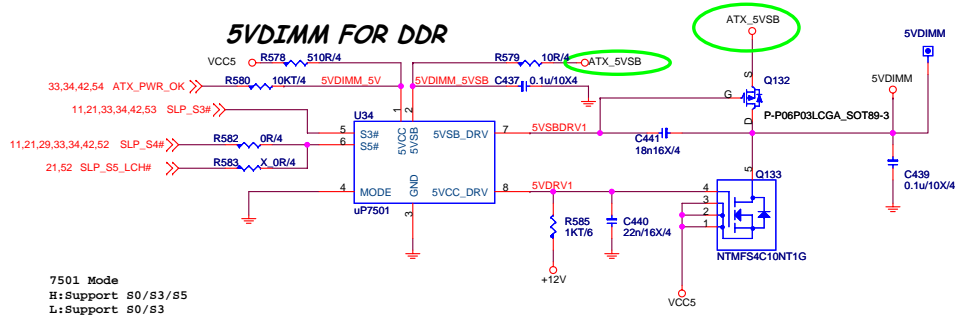 5VDIMM FOR DDR
ATX_5VSB
5VDIMM
R578 510R/4
VCC5
R579 10R/4
ATX_5VSB
R580 10KT/4
33,34,42,54 ATX_PWR_OK
5VDIMM_5V
5VDIMM_5VSB
C437 0.1u/10X4
S
Q132
5VDIMM
G
D
P-P06P03LCGA_SOT89-3
11,21,33,34,42,53 SLP_S3#
U34
1
2
5VCC
5VSB
5 S3#
5VSB_DRV 7
5VSBDRV1
C441
18n16X/4
11,21,29,33,34,42,52 SLP_S4#
R582 0R/4
6 S5#
21,52 SLP_S5_LCH#
R583 X_0R/4
C439
0.1u/10X/4
5
Q133
4 MODE
GND
5VCC_DRV 8
5VDRV1
4
3
2
1
uP7501
3
R585
1KT/6
C440
22n/16X/4
NTMFS4C10NT1G
+12V
VCC5
7501 Mode
H:Support S0/S3/S5
L:Support S0/S3